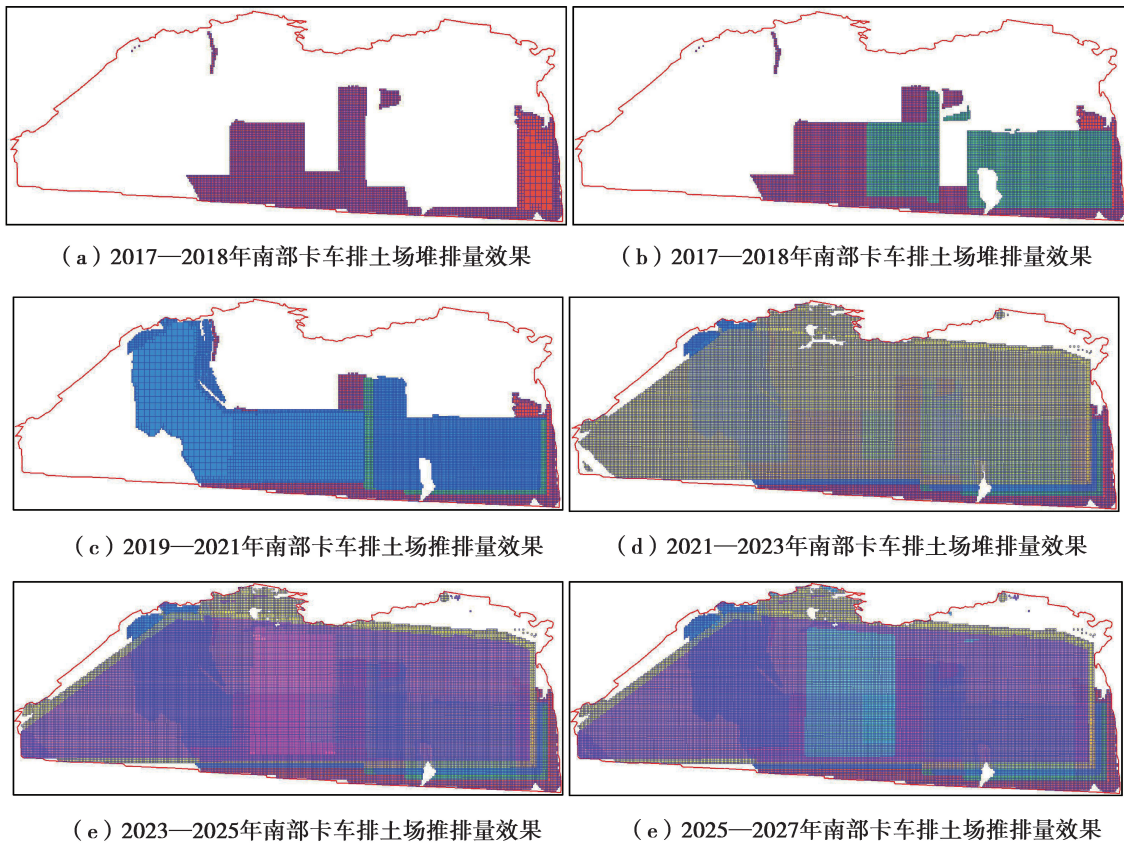 （a）2017—2018年南部卡车排土场堆排量效果
（b）2017—2018年南部卡车排土场堆排量效果
（c）2019—2021年南部卡车排土场推排量效果
（d）2021—2023年南部卡车排土场堆排量效果
（e）2023—2025年南部卡车排土场推排量效果
（e）2025—2027年南部卡车排土场推排量效果